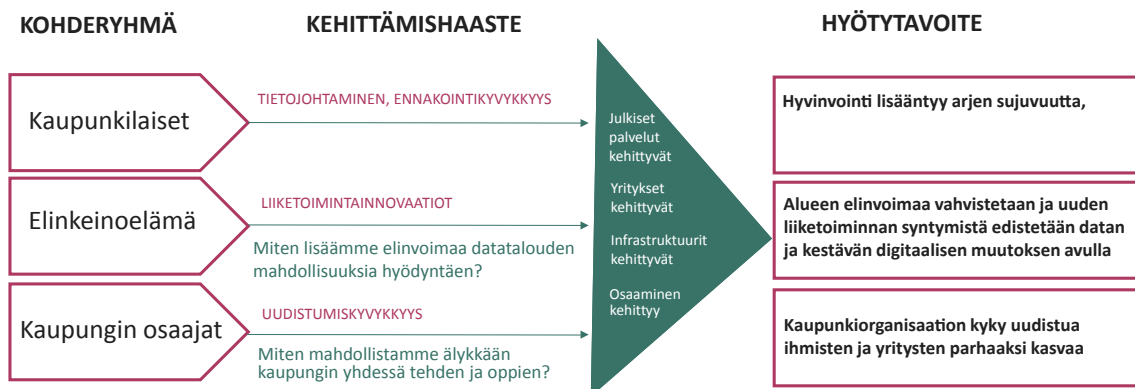 KOHDERYHMÄ
KEHITTÄMISHAASTE
HYÖTYTAVOITE
Kaupunkilaiset
TIETOJOHTAMINEN, ENNAKOINTIKYVYKKYYS
Elinkeinoelämä
LIIKETOIMINTAINNOVAATIOT
Miten lisäämme elinvoimaa datatalouden
mahdollisuuksia hyödyntäen?
Kaupungin osaajat
UUDISTUMISKYVYKKYYS
Miten mahdollistamme älykkään
kaupungin yhdessä tehden ja oppien?
Julkiset
palvelut
kehittyvät
Yritykset
kehittyvät
Infrastruktuurit
kehittyvät
Osaaminen
kehittyy
Hyvinvointi lisääntyy arjen sujuvuutta,
Alueen elinvoimaa vahvistetaan ja uuden
liiketoiminnan syntymistä edistetään datan
ja kestävän digitaalisen muutoksen avulla
Kaupunkiorganisaation kyky uudistua
ihmisten ja yritysten parhaaksi kasvaa